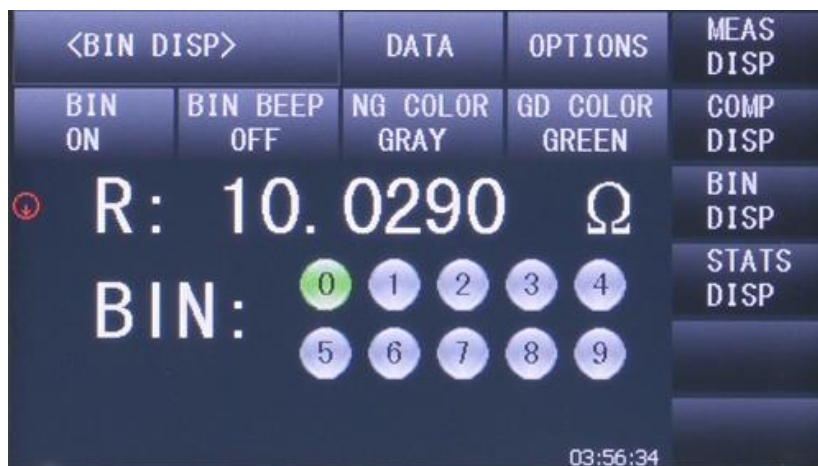 <BIN DISP>
DATA
OPTIONS
MEAS
DISP
BIN
ON
BIN BEEP
OFF
NG COLOR
GRAY
GD COLOR
GREEN
COMP
DISP
R: 10.0290 Ω
BIN
DISP
BIN:
0 1 2 3 4
5 6 7 8 9
STATS
DISP
03:56:34